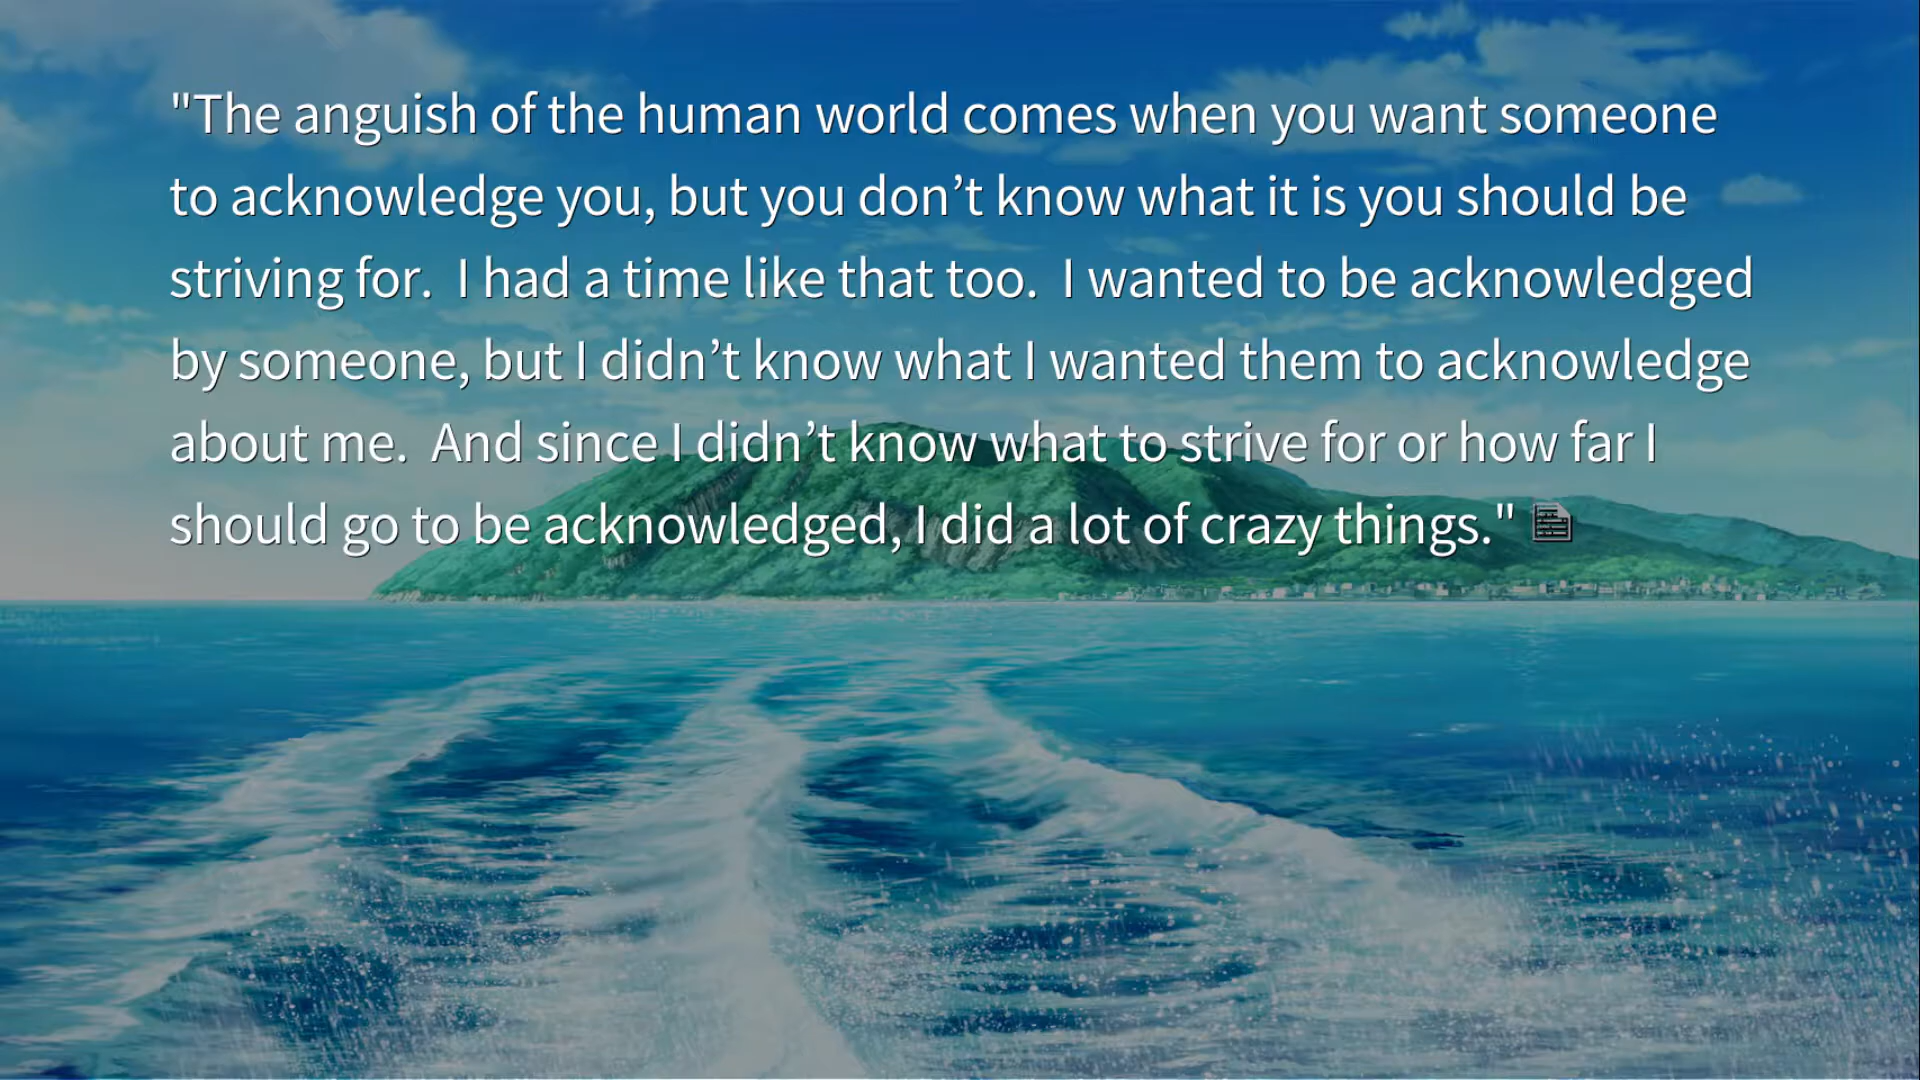 "The anguish of the human world comes when you want someone
to acknowledge you, but you don’t know what it is you should be
striving for.  I had a time like that too.  I wanted to be acknowledged
by someone, but I didn’t know what I wanted them to acknowledge
about me.  And since I didn’t know what to strive for or how far I
should go to be acknowledged, I did a lot of crazy things."